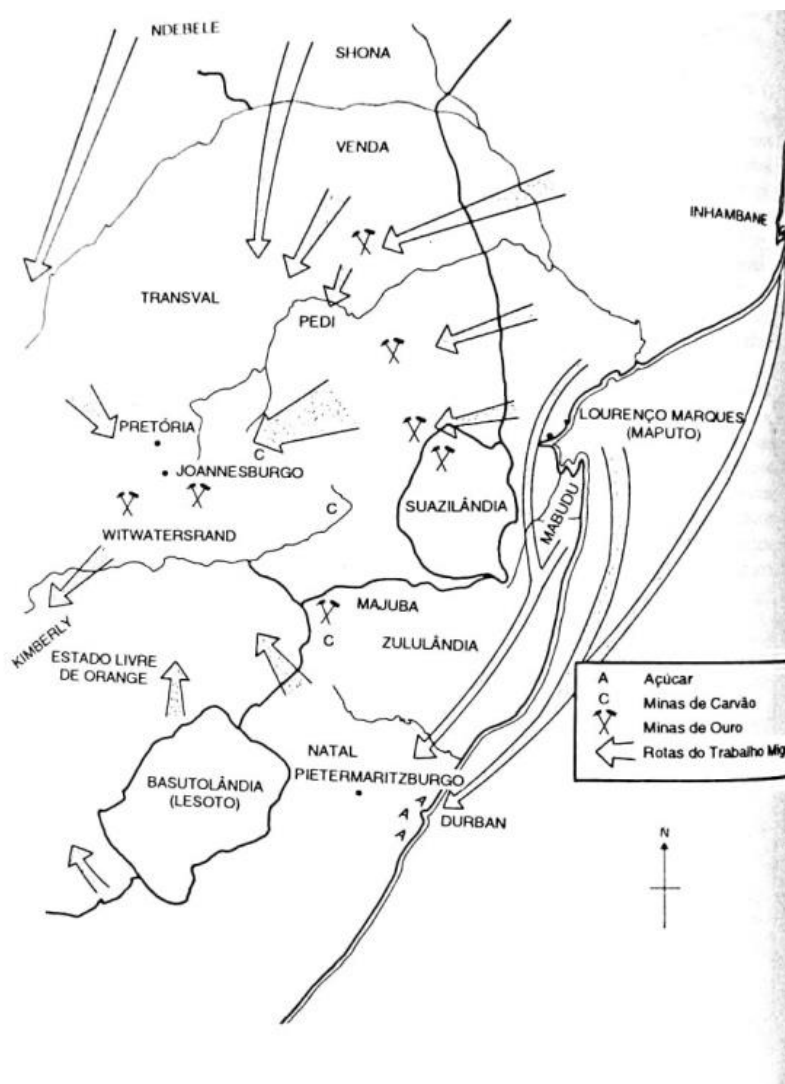 NDEBELE
SHONA
VENDA
INHAMBANE
TRANSVAL
PEDI
LOURENÇO MARQUES
(MAPUTO)
PRETÓRIA
C
JOANNESBURGO
SUAZILÂNDIA
C
MABUDU
WITWATERSRAND
MAJUBA
KIMBERLY
C
ZULULÂNDIA
ESTADO LIVRE
DE ORANGE
A Açúcar
C Minas de Carvão
Minas de Ouro
Rotas do Trabalho Mig
NATAL
PIETERMARITZBURGO
BASUTOLÂNDIA
(LESOTO)
A
A
A
DURBAN
N